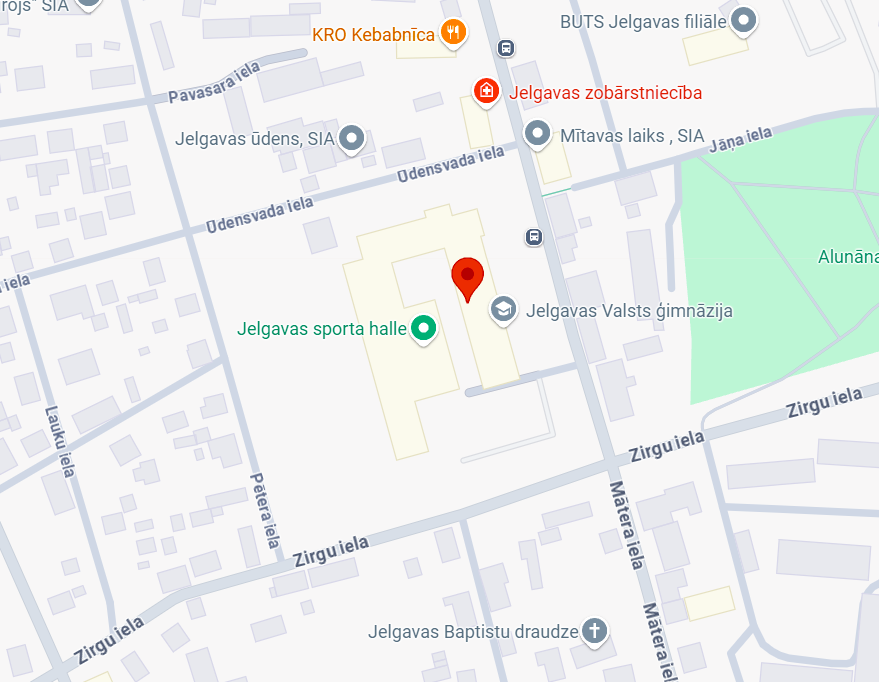 rojs" SIA
KRO Kebabnīca
BUTS Jelgavas filiāle
Pavasara iela
Jelgavas zobārstniecība
Jelgavas ūdens, SIA
Mītavas laiks , SIA
Jāņa iela
Ūdensvada iela
Ūdensvada iela
Alunāna
iela
Jelgavas Valsts ģimnāzija
Jelgavas sporta halle
Zirgu iela
Lauku iela
Zirgu iela
Pētera iela
Mātera iela
Zirgu iela
Zirgu iela
Jelgavas Baptistu draudze
Mātera iel